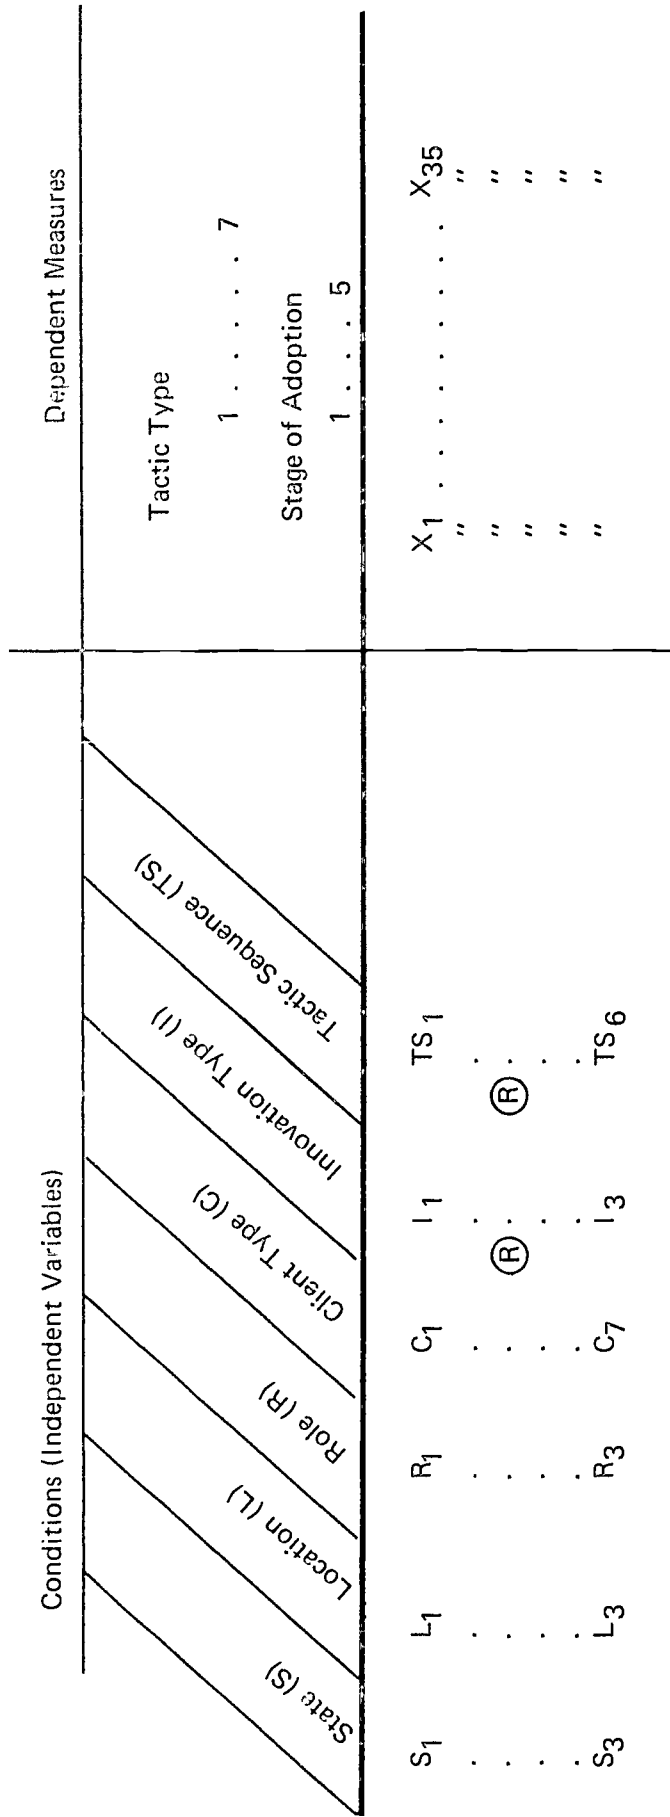 Conditions (Independent Variables)
Dependent Measures
State (S)
Location (L)
Role (R)
Client Type (C)
Innovation Type (I)
Tactic Sequence (TS)
Tactic Type
1 . . . . . . 7
Stage of Adoption
1 . . . . 5
S1 L1 R1 C1 I1 TS1 X1 . . . . . . . . . X35
. . . . . . " "
. . . R . R . " "
. . . . . . " "
. . . . . . " "
S3 L3 R3 C7 I3 TS6 " "